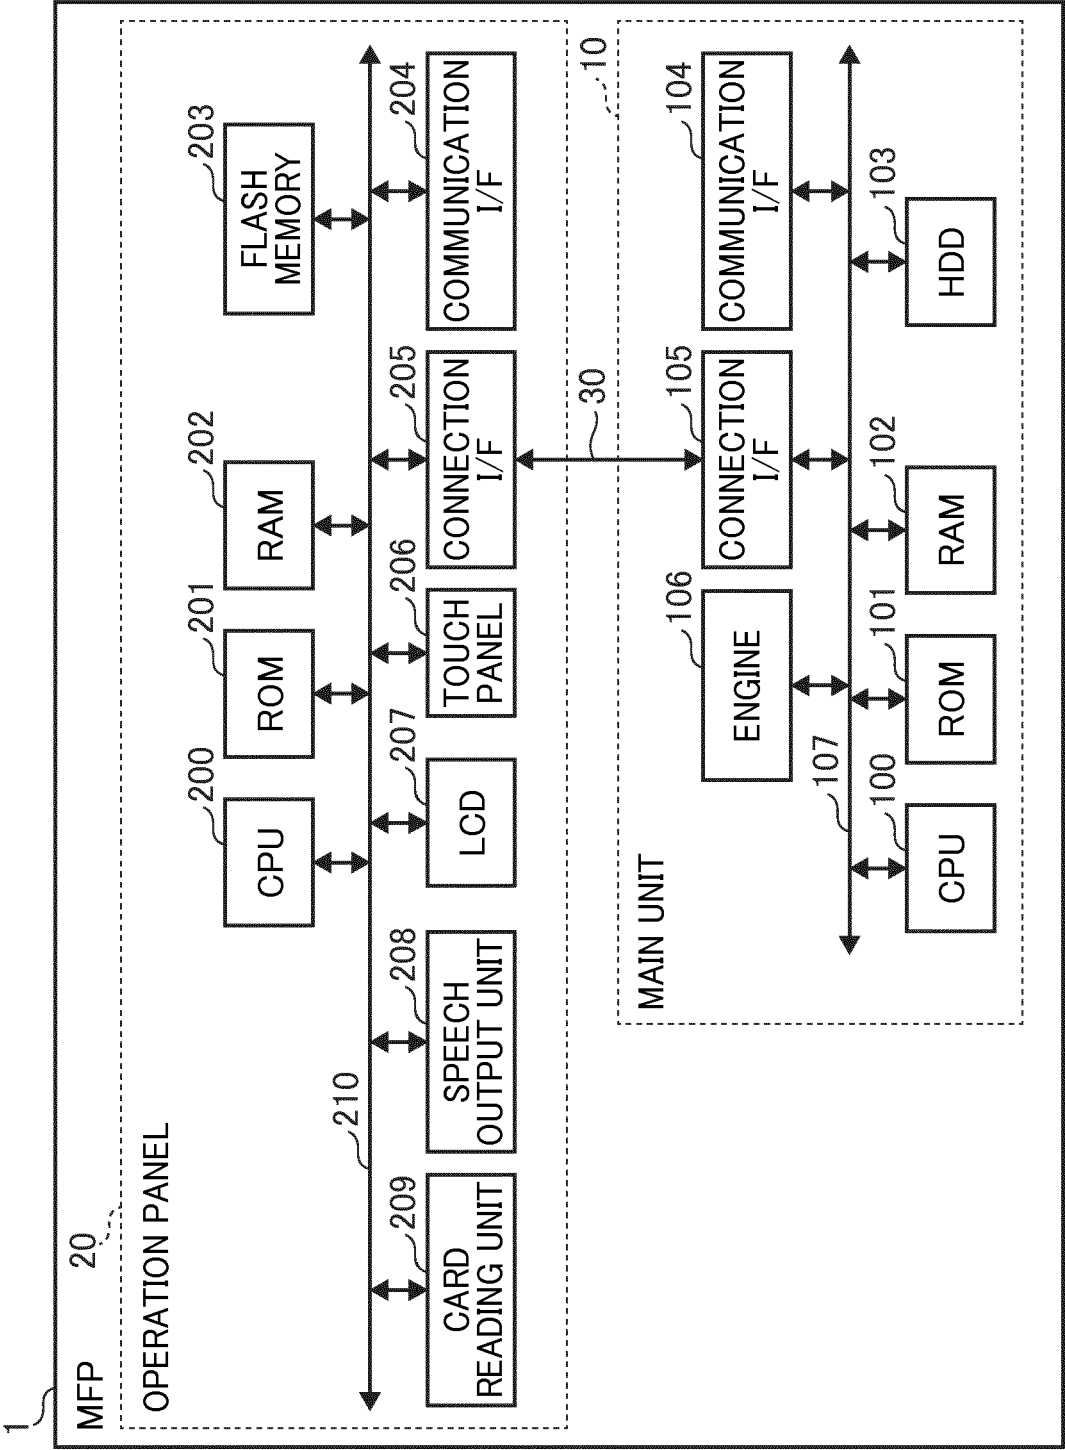 1
MFP
20
OPERATION PANEL
200
CPU
201
ROM
202
RAM
203
FLASH
MEMORY
210
209
CARD
READING UNIT
208
SPEECH
OUTPUT UNIT
207
LCD
206
TOUCH
PANEL
205
CONNECTION
I/F
204
COMMUNICATION
I/F
30
10
MAIN UNIT
106
ENGINE
105
CONNECTION
I/F
104
COMMUNICATION
I/F
107
100
CPU
101
ROM
102
RAM
103
HDD